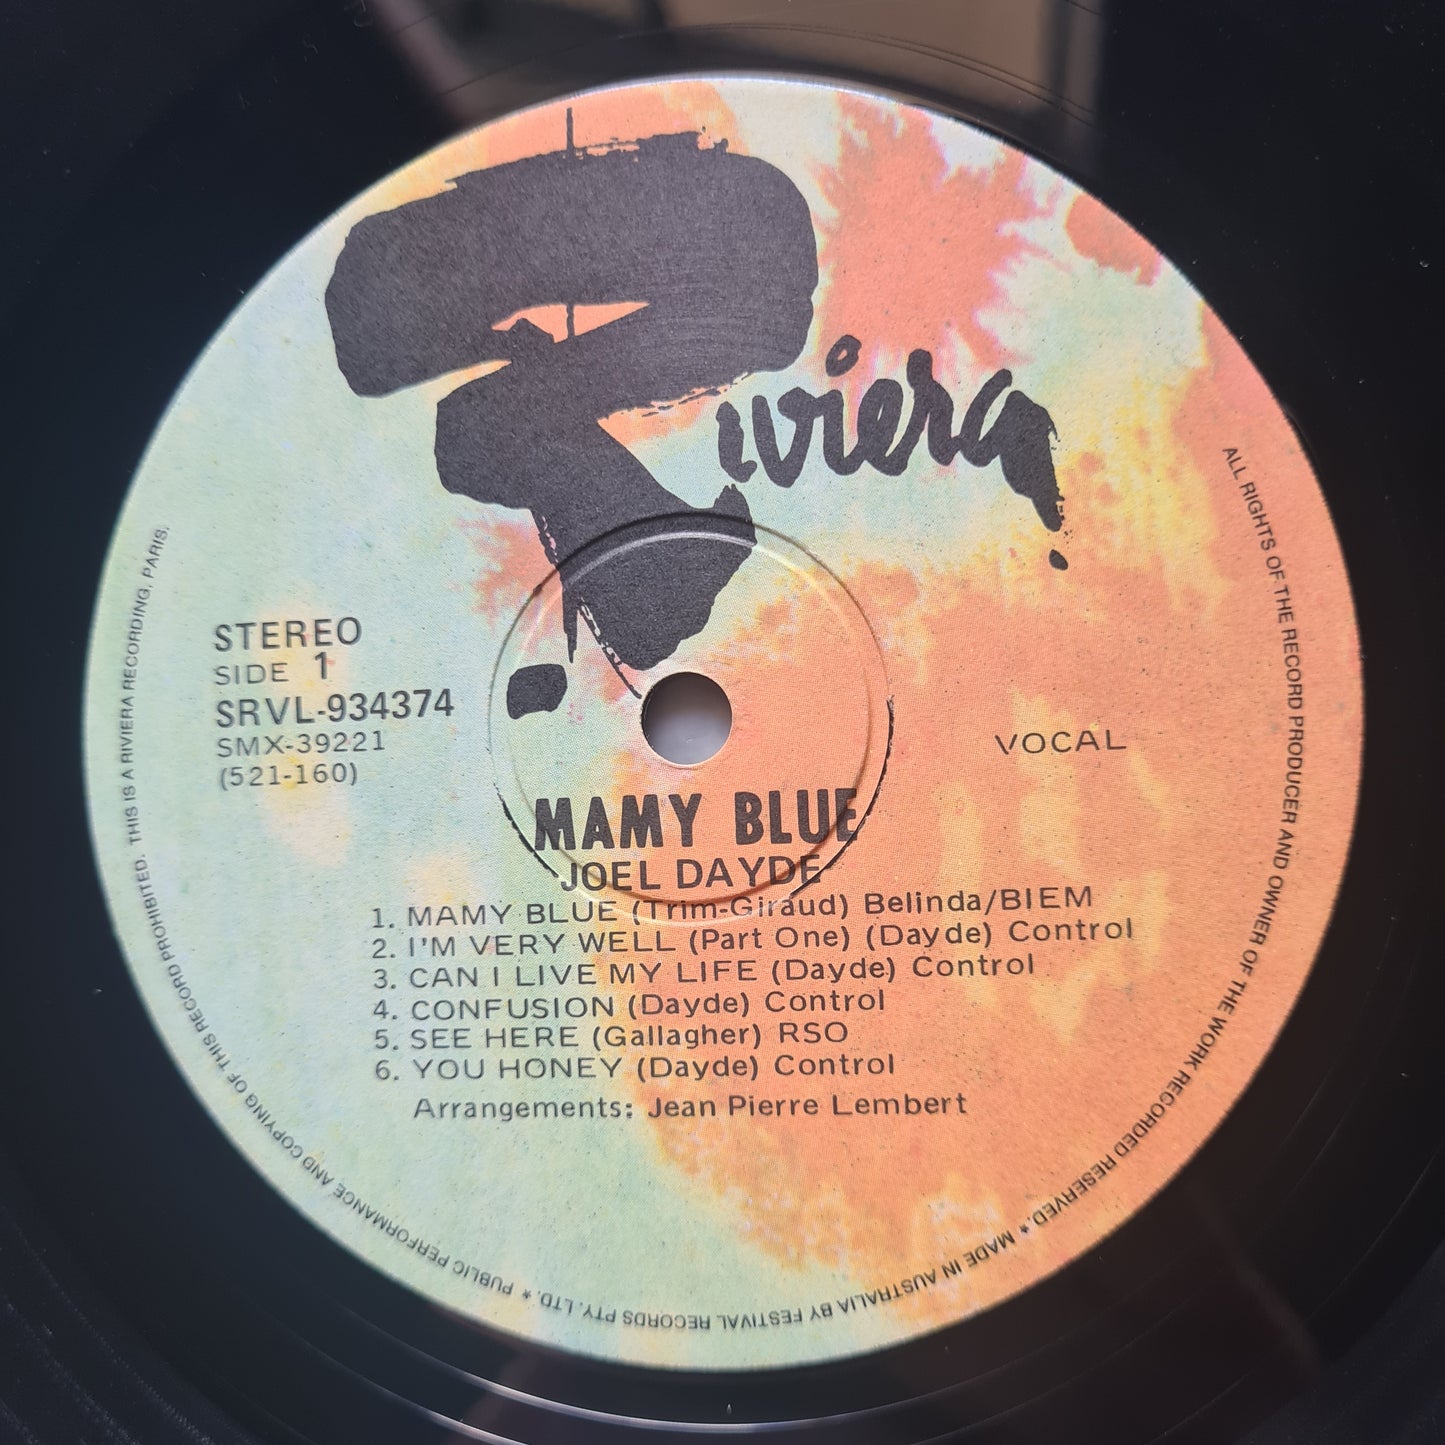 Riviera
STEREO
SIDE 1
SRVL-934374
SMX-39221
(521-160)
VOCAL
MAMY BLUE
JOEL DAYDE
1. MAMY BLUE (Trim-Giraud) Belinda/BIEM
2. I'M VERY WELL (Part One) (Dayde) Control
3. CAN I LIVE MY LIFE (Dayde) Control
4. CONFUSION (Dayde) Control
5. SEE HERE (Gallagher) RSO
6. YOU HONEY (Dayde) Control
Arrangements: Jean Pierre Lembert
ALL RIGHTS OF THE RECORD PRODUCER AND OWNER OF THE WORK RECORDED RESERVED. * MADE IN AUSTRALIA BY FESTIVAL RECORDS PTY. LTD. * PUBLIC PERFORMANCE AND COPYING OF THIS RECORD PROHIBITED. THIS IS A RIVIERA RECORDING, PARIS.